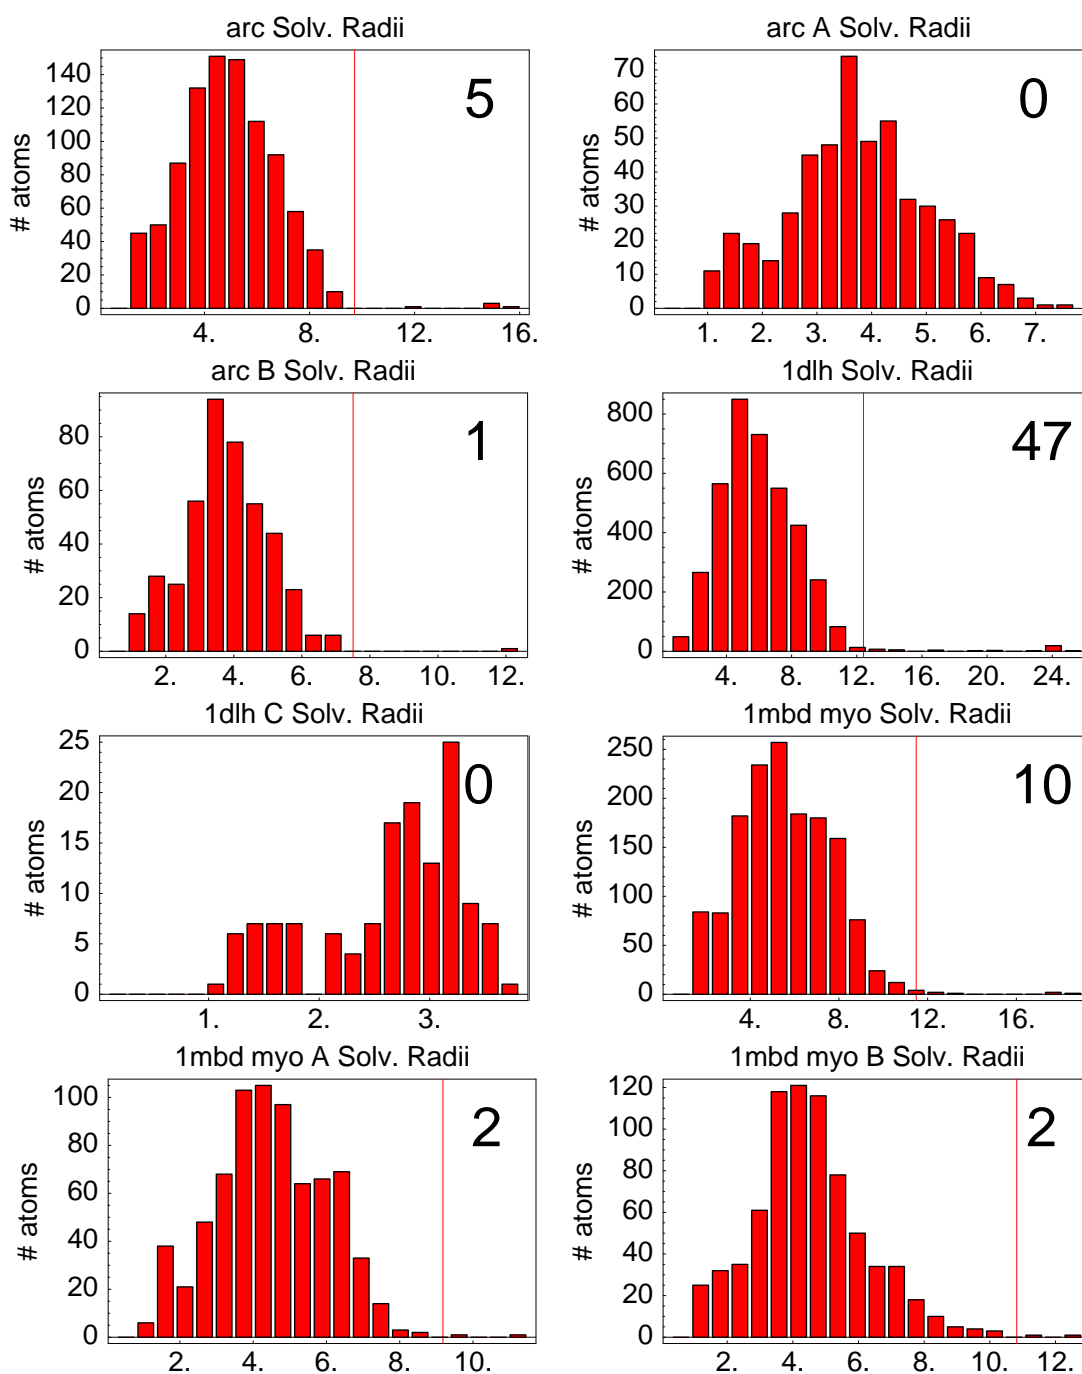 arc Solv. Radii
5
# atoms
140
120
100
80
60
40
20
0
4. 8. 12. 16.
arc A Solv. Radii
0
# atoms
70
60
50
40
30
20
10
0
1. 2. 3. 4. 5. 6. 7.
arc B Solv. Radii
1
# atoms
80
60
40
20
0
2. 4. 6. 8. 10. 12.
1dlh Solv. Radii
47
# atoms
800
600
400
200
0
4. 8. 12. 16. 20. 24.
1dlh C Solv. Radii
0
# atoms
25
20
15
10
5
0
1. 2. 3.
1mbd myo Solv. Radii
10
# atoms
250
200
150
100
50
0
4. 8. 12. 16.
1mbd myo A Solv. Radii
2
# atoms
100
80
60
40
20
0
2. 4. 6. 8. 10.
1mbd myo B Solv. Radii
2
# atoms
120
100
80
60
40
20
0
2. 4. 6. 8. 10. 12.